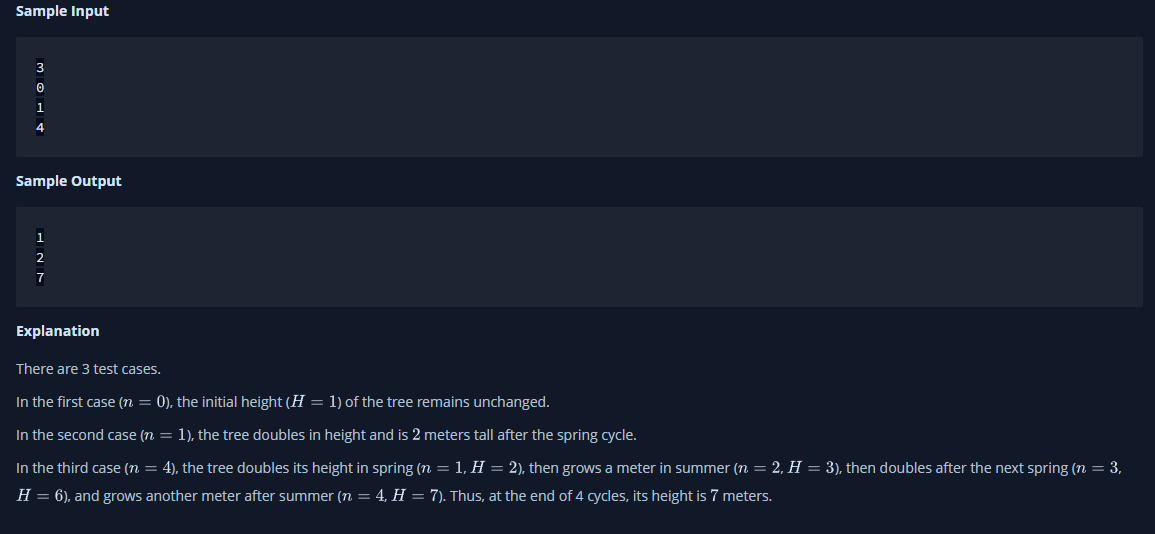 Sample Input
3
0
1
4
Sample Output
1
2
7
Explanation
There are 3 test cases.
In the first case (n = 0), the initial height (H = 1) of the tree remains unchanged.
In the second case (n = 1), the tree doubles in height and is 2 meters tall after the spring cycle.
In the third case (n = 4), the tree doubles its height in spring (n = 1, H = 2), then grows a meter in summer (n = 2, H = 3), then doubles after the next spring (n = 3,
H = 6), and grows another meter after summer (n = 4, H = 7). Thus, at the end of 4 cycles, its height is 7 meters.